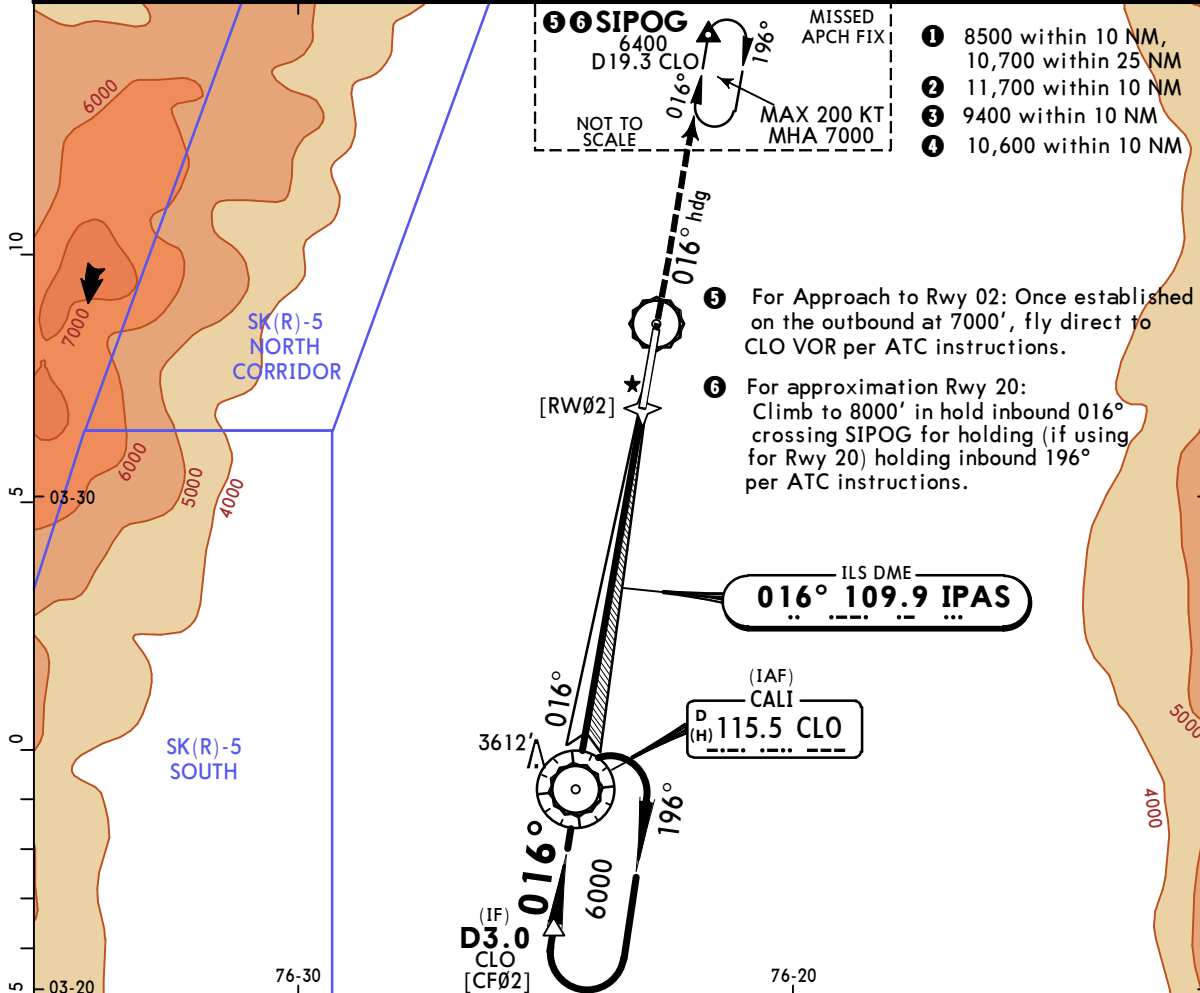 ❺❻SIPOG
6400
D19.3 CLO
016°
196°
MISSED
APCH FIX
NOT TO
SCALE
MAX 200 KT
MHA 7000
❶ 8500 within 10 NM,
10,700 within 25 NM
❷ 11,700 within 10 NM
❸ 9400 within 10 NM
❹ 10,600 within 10 NM
6000
016° hdg
10
7000
SK(R)-5
NORTH
CORRIDOR
❺ For Approach to Rwy 02: Once established
on the outbound at 7000', fly direct to
CLO VOR per ATC instructions.
[RWØ2]
❻ For approximation Rwy 20:
Climb to 8000' in hold inbound 016°
crossing SIPOG for holding (if using
for Rwy 20) holding inbound 196°
per ATC instructions.
6000
5000
4000
5
03-30
ILS DME
016° 109.9 IPAS
(IAF)
CALI
D
(H) 115.5 CLO
016°
3612'
0
SK(R)-5
SOUTH
5000
4000
196°
016°
6000
(IF)
D3.0
CLO
[CFØ2]
5
03-20
76-30
76-20